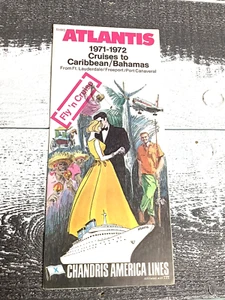 ATLANTIS
1971-1972
Cruises to
Caribbean/Bahamas
From Ft. Lauderdale/Freeport/Port Canaveral
Fly 'n Cruise
CHANDRIS AMERICA LINES